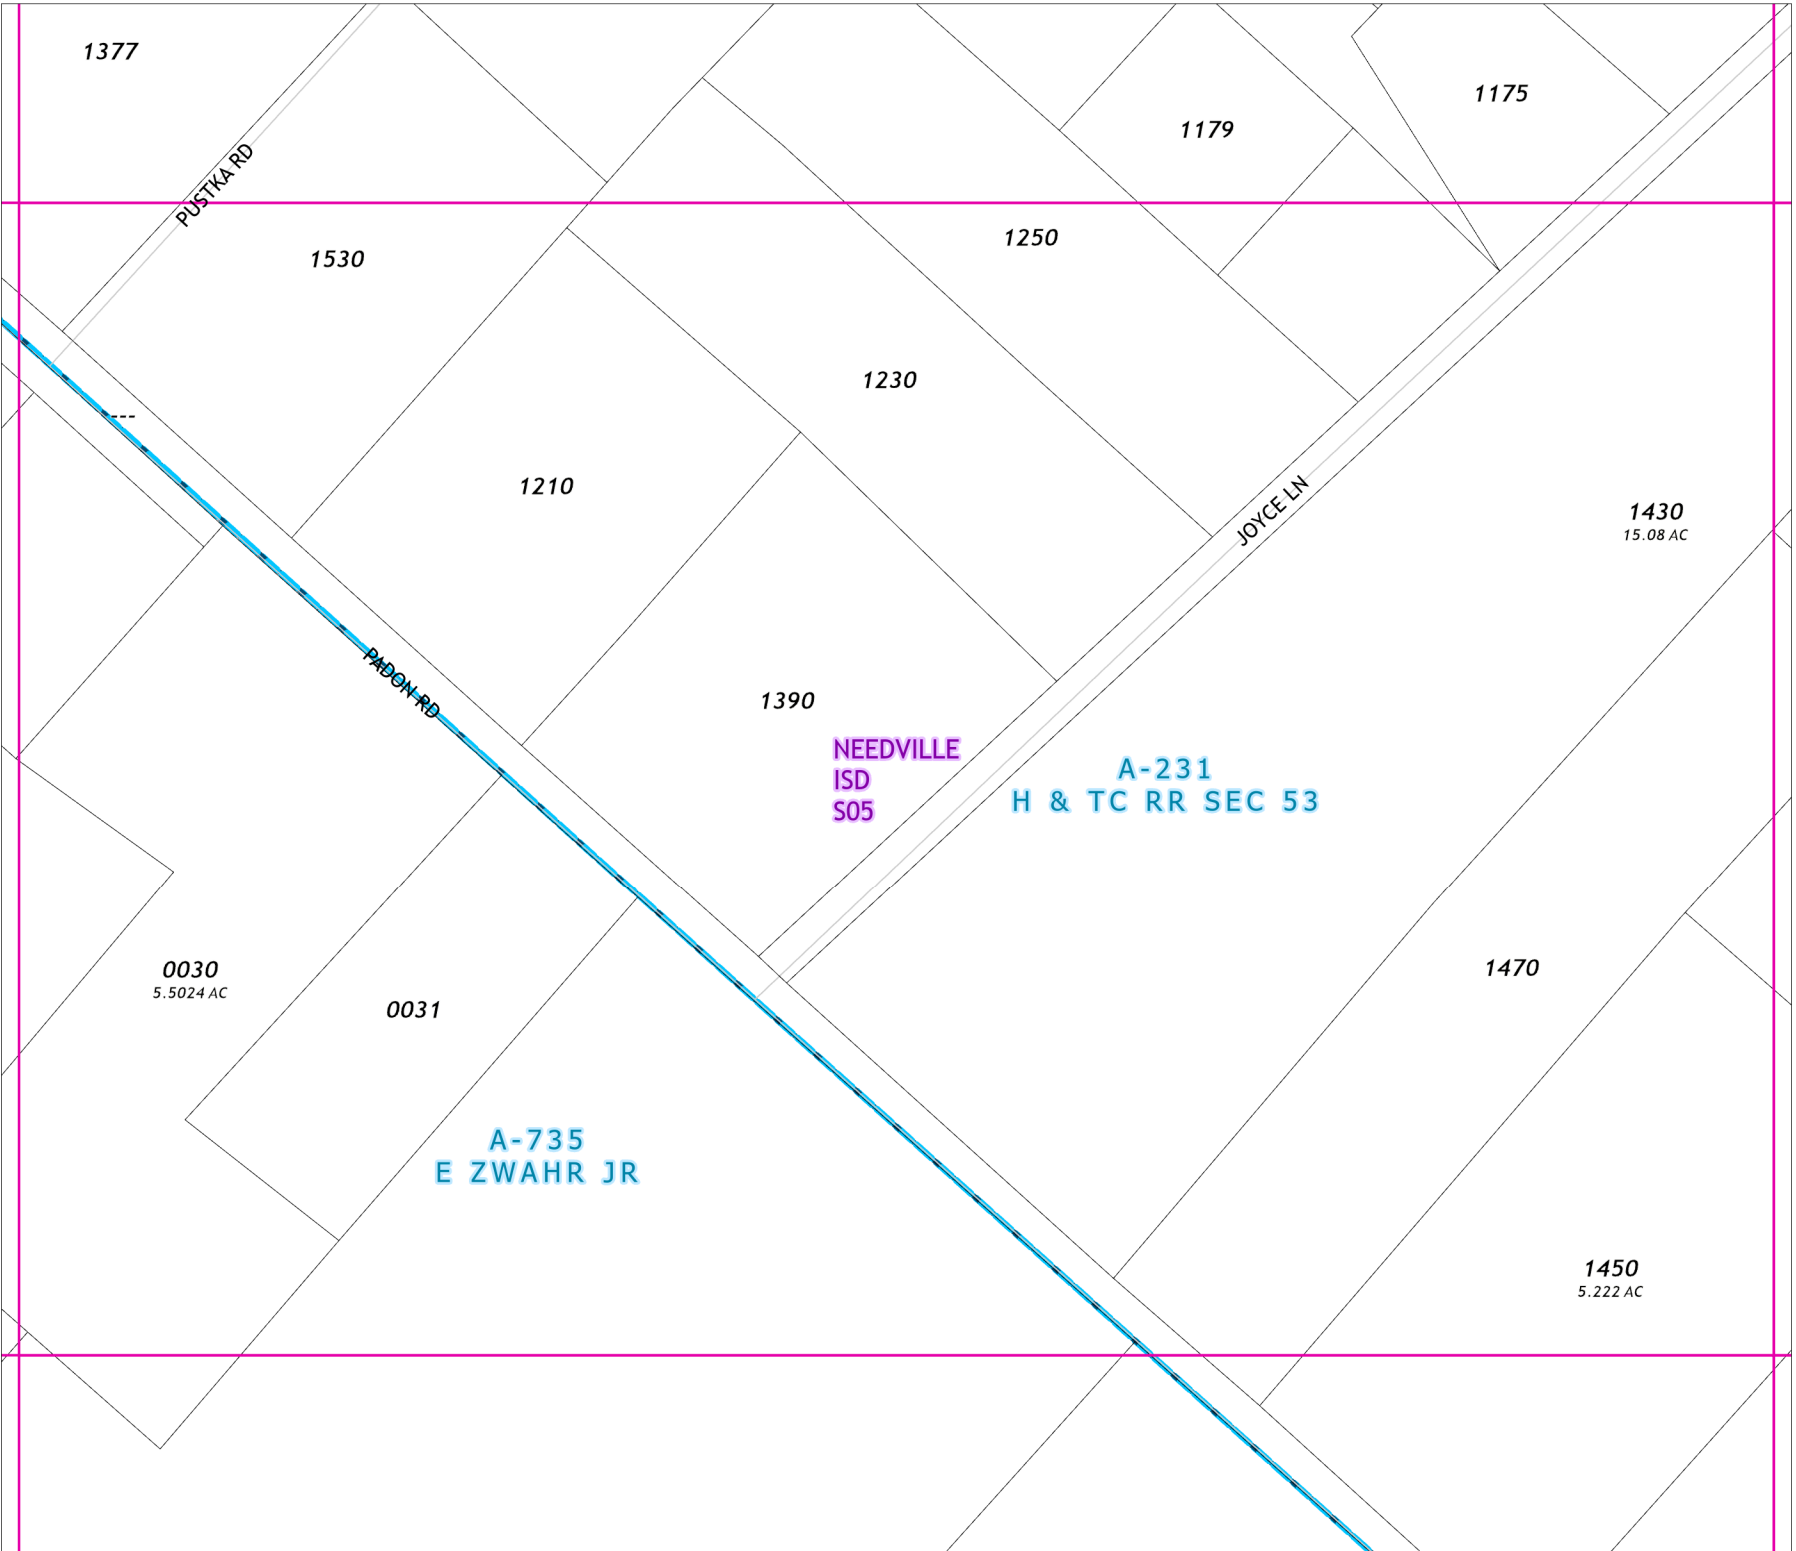 1377
1175
1179
PUSTKA RD
1250
1530
1230
1210
JOYCE LN
1430
15.08 AC
PADON RD
1390
NEEDVILLE
ISD
S05
A-231
H & TC RR SEC 53
0030
5.5024 AC
1470
0031
A-735
E ZWAHR JR
1450
5.222 AC